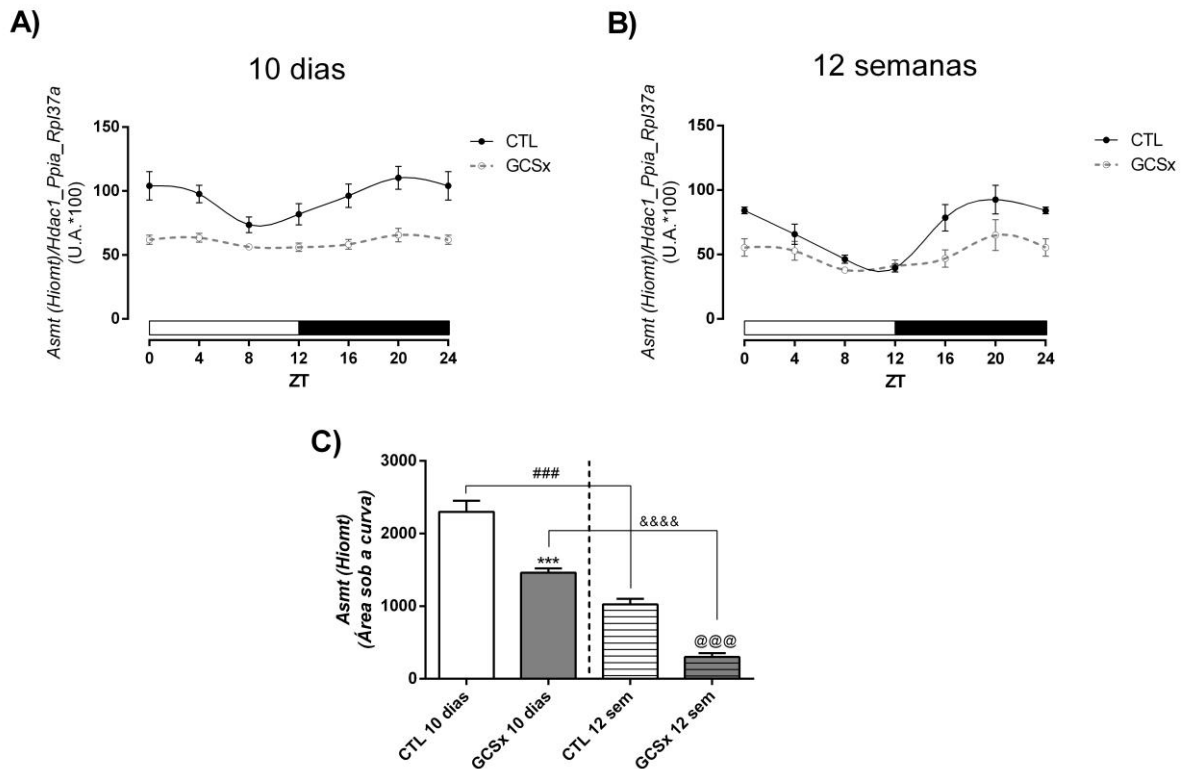 A)
10 dias
Asmt (Hiomt)/Hdac1_Ppia_Rpl37a
(U.A.*100)
150
100
50
0
CTL
GCSx
0 4 8 12 16 20 24
ZT
B)
12 semanas
Asmt (Hiomt)/Hdac1_Ppia_Rpl37a
(U.A.*100)
150
100
50
0
CTL
GCSx
0 4 8 12 16 20 24
ZT
C)
Asmt (Hiomt)
(Área sob a curva)
3000
2000
1000
0
###
&&&&
***
@@@
CTL 10 dias
GCSx 10 dias
CTL 12 sem
GCSx 12 sem